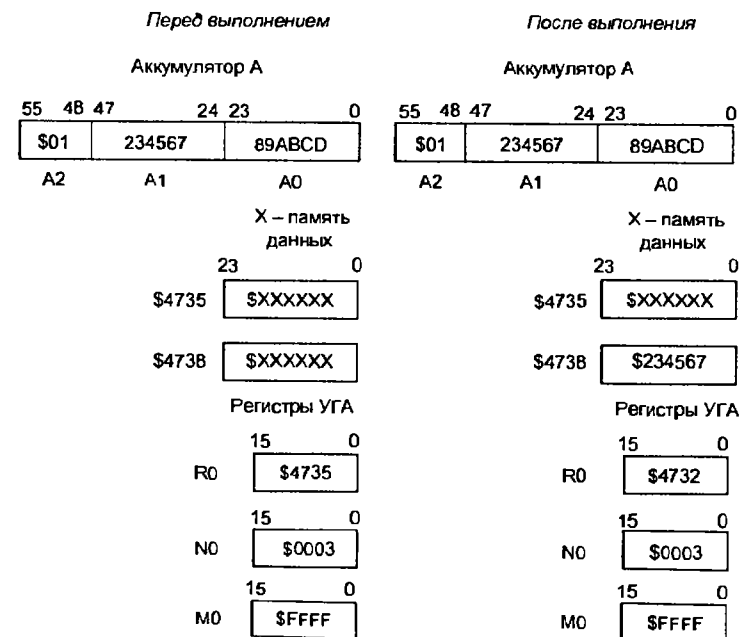 Перед выполнением
После выполнения
Аккумулятор А
Аккумулятор А
55 48 47 24 23 0
55 48 47 24 23 0
$01 234567 89ABCD
$01 234567 89ABCD
A2 A1 A0
A2 A1 A0
X – память
данных
X – память
данных
23 0
23 0
$4735 $XXXXXX
$4735 $XXXXXX
$4738 $XXXXXX
$4738 $234567
Регистры УГА
Регистры УГА
15 0
15 0
R0 $4735
R0 $4732
15 0
15 0
N0 $0003
N0 $0003
15 0
15 0
M0 $FFFF
M0 $FFFF